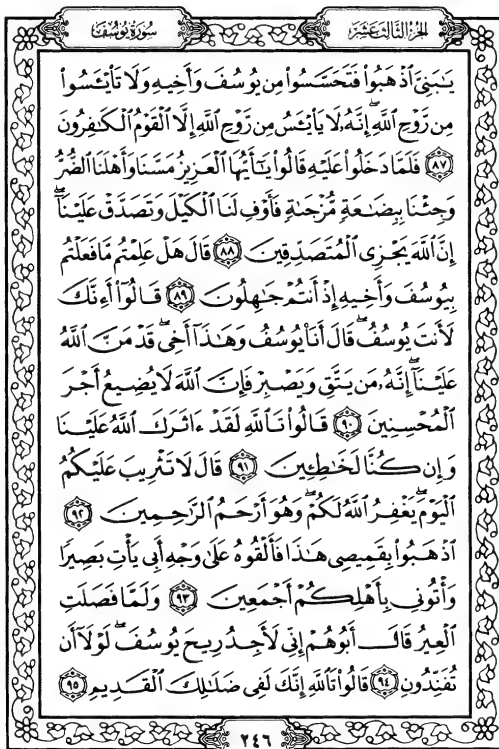 الجزء الثالث عشر
سورة يوسف
يَـٰبَنِىَّ ٱذْهَبُوا۟ فَتَحَسَّسُوا۟ مِن يُوسُفَ وَأَخِيهِ وَلَا تَا۟يْـَٔسُوا۟
مِن رَّوْحِ ٱللَّهِ ۖ إِنَّهُۥ لَا يَا۟يْـَٔسُ مِن رَّوْحِ ٱللَّهِ إِلَّا ٱلْقَوْمُ ٱلْكَـٰفِرُونَ
٨٧ فَلَمَّا دَخَلُوا۟ عَلَيْهِ قَالُوا۟ يَـٰٓأَيُّهَا ٱلْعَزِيزُ مَسَّنَا وَأَهْلَنَا ٱلضُّرُّ
وَجِئْنَا بِبِضَـٰعَةٍ مُّزْجَىٰةٍ فَأَوْفِ لَنَا ٱلْكَيْلَ وَتَصَدَّقْ عَلَيْنَآ ۖ
إِنَّ ٱللَّهَ يَجْزِى ٱلْمُتَصَدِّقِينَ ٨٨ قَالَ هَلْ عَلِمْتُم مَّا فَعَلْتُم
بِيُوسُفَ وَأَخِيهِ إِذْ أَنتُمْ جَـٰهِلُونَ ٨٩ قَالُوٓا۟ أَءِنَّكَ
لَأَنتَ يُوسُفُ ۖ قَالَ أَنَا۠ يُوسُفُ وَهَـٰذَآ أَخِى ۖ قَدْ مَنَّ ٱللَّهُ
عَلَيْنَآ ۖ إِنَّهُۥ مَن يَتَّقِ وَيَصْبِرْ فَإِنَّ ٱللَّهَ لَا يُضِيعُ أَجْرَ
ٱلْمُحْسِنِينَ ٩٠ قَالُوا۟ تَٱللَّهِ لَقَدْ ءَاثَرَكَ ٱللَّهُ عَلَيْنَا
وَإِن كُنَّا لَخَـٰطِـِٔينَ ٩١ قَالَ لَا تَثْرِيبَ عَلَيْكُمُ
ٱلْيَوْمَ ۖ يَغْفِرُ ٱللَّهُ لَكُمْ ۖ وَهُوَ أَرْحَمُ ٱلرَّٰحِمِينَ ٩٢
ٱذْهَبُوا۟ بِقَمِيصِى هَـٰذَا فَأَلْقُوهُ عَلَىٰ وَجْهِ أَبِى يَأْتِ بَصِيرًا
وَأْتُونِى بِأَهْلِكُمْ أَجْمَعِينَ ٩٣ وَلَمَّا فَصَلَتِ
ٱلْعِيرُ قَالَ أَبُوهُمْ إِنِّى لَأَجِدُ رِيحَ يُوسُفَ ۖ لَوْلَآ أَن
تُفَنِّدُونِ ٩٤ قَالُوا۟ تَٱللَّهِ إِنَّكَ لَفِى ضَلَـٰلِكَ ٱلْقَدِيمِ ٩٥
٢٤٦